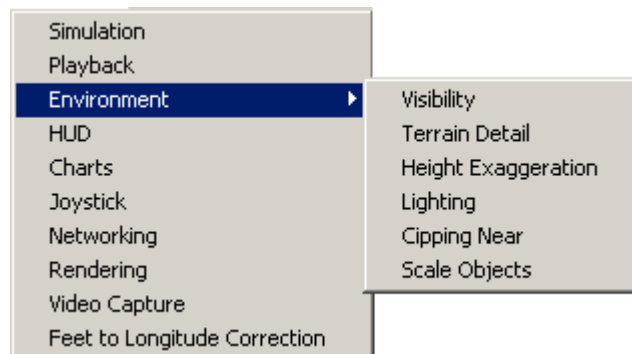 Simulation
Playback
Environment
HUD
Charts
Joystick
Networking
Rendering
Video Capture
Feet to Longitude Correction
Visibility
Terrain Detail
Height Exaggeration
Lighting
Cipping Near
Scale Objects